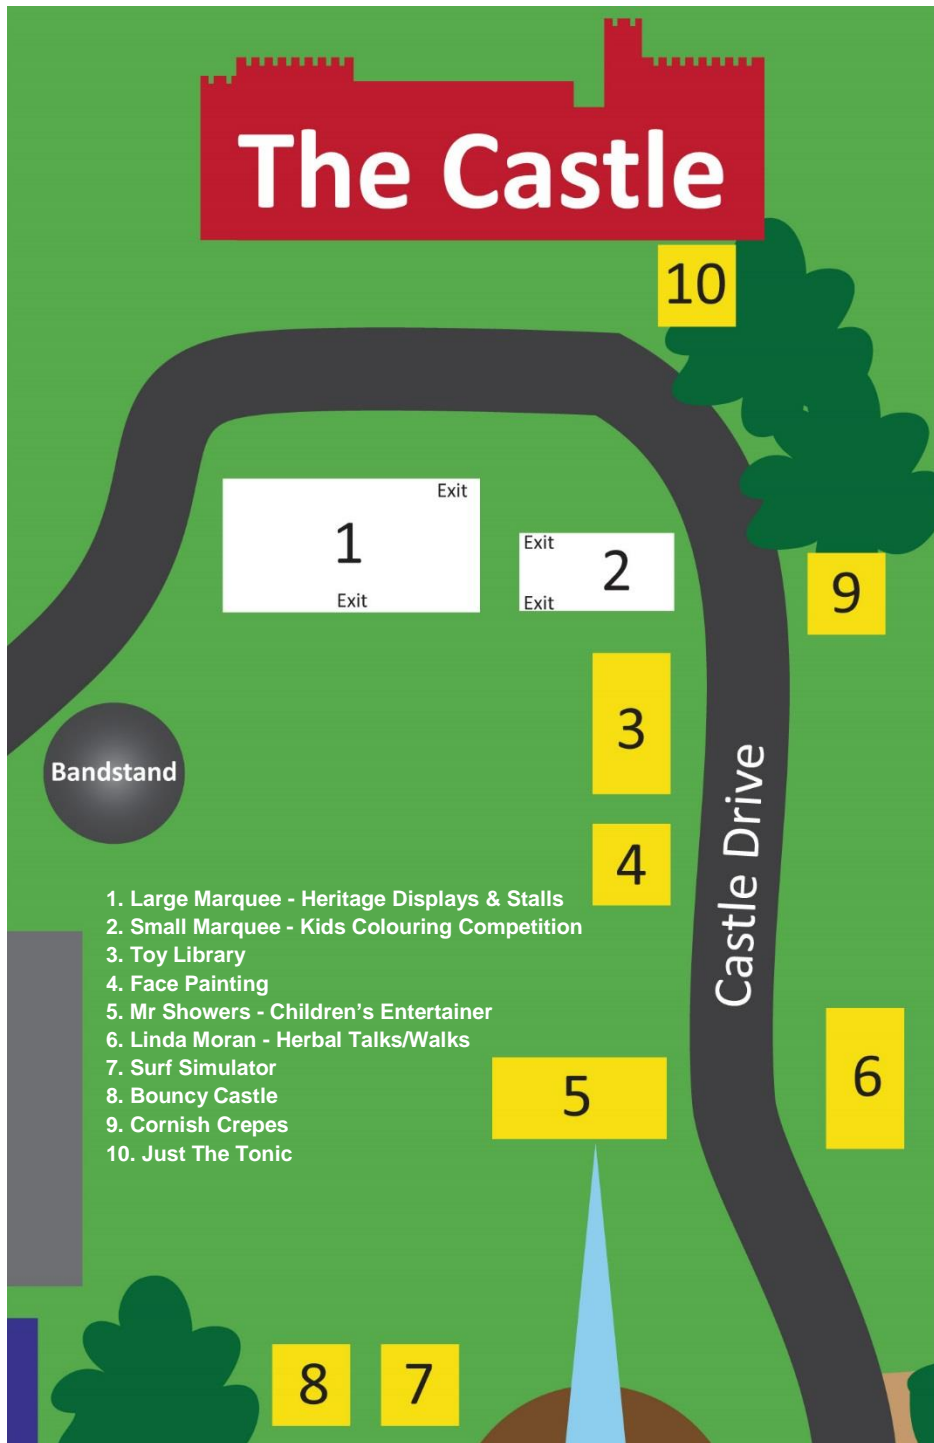 The Castle
10
Exit
1
Exit
Exit
2
Exit
9
3
Bandstand
Castle Drive
4
1. Large Marquee - Heritage Displays & Stalls
2. Small Marquee - Kids Colouring Competition
3. Toy Library
4. Face Painting
5. Mr Showers - Children’s Entertainer
6. Linda Moran - Herbal Talks/Walks
7. Surf Simulator
8. Bouncy Castle
9. Cornish Crepes
10. Just The Tonic
5
6
8
7